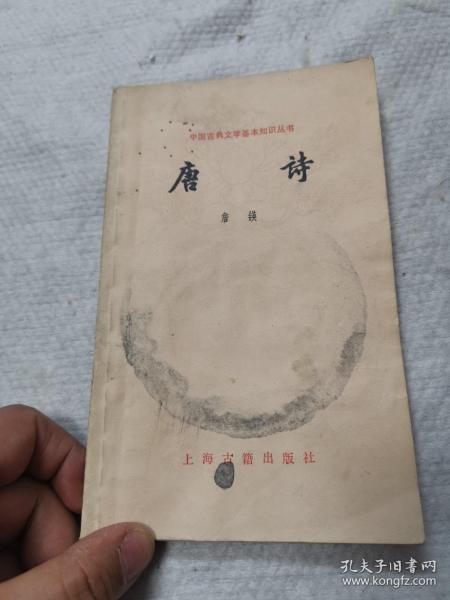 中国古典文学基本知识丛书
唐诗
詹锳
上海古籍出版社
孔夫子旧书网
www.kongfz.com